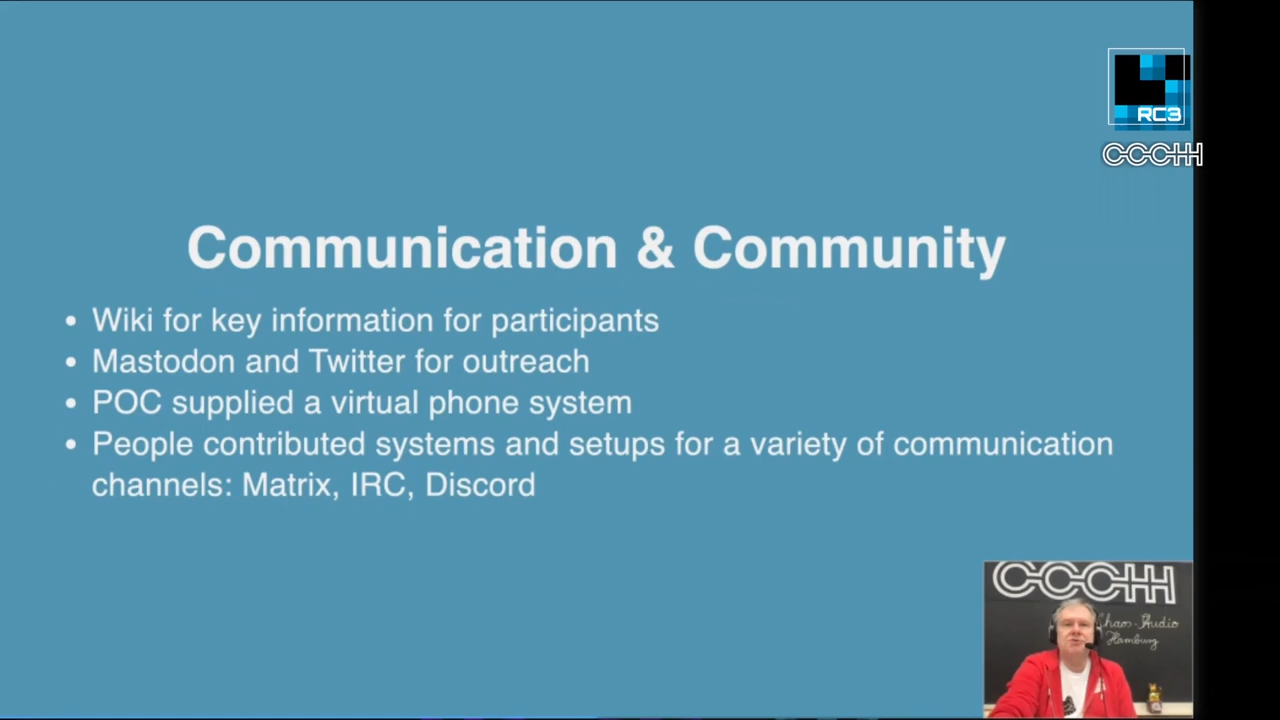 RC3
CCCHH
Communication & Community
• Wiki for key information for participants
• Mastodon and Twitter for outreach
• POC supplied a virtual phone system
• People contributed systems and setups for a variety of communication
channels: Matrix, IRC, Discord
CCCHH
Chaos-Audio
Hamburg